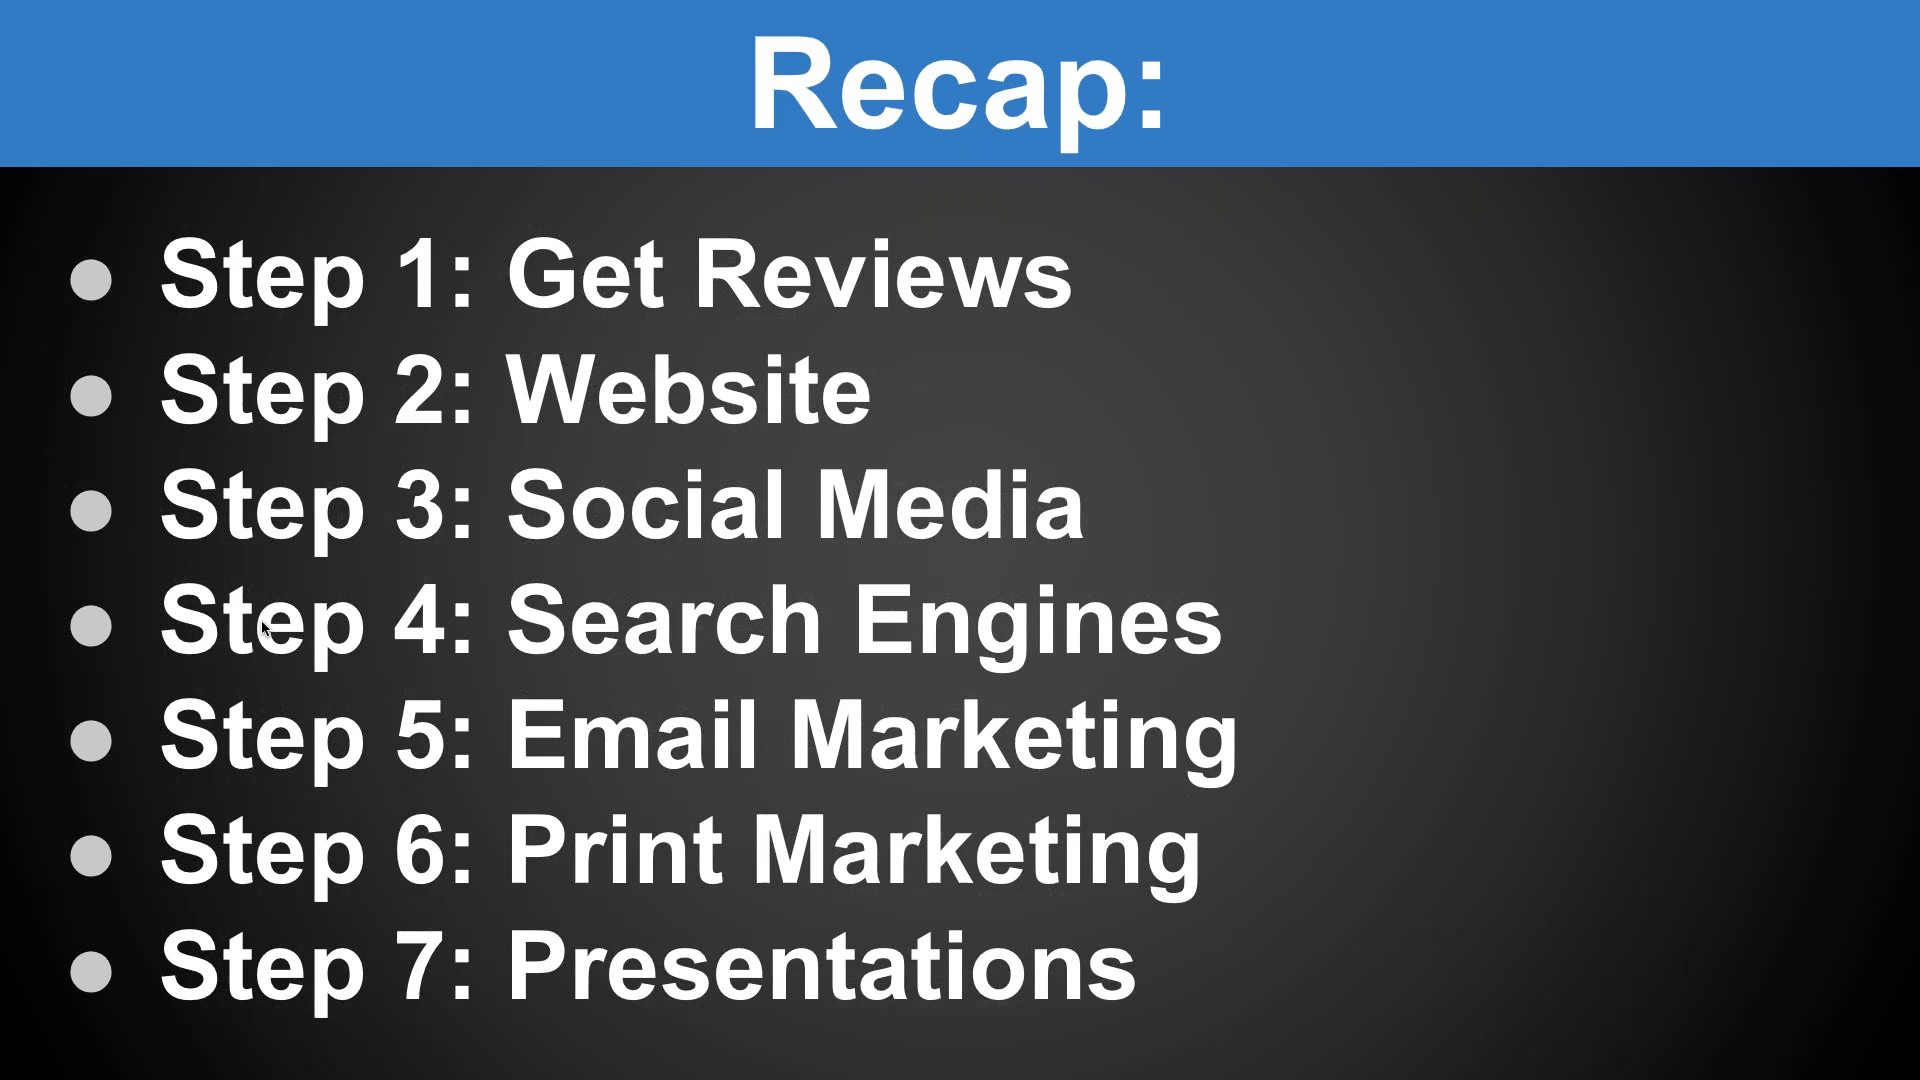 Recap:
● Step 1: Get Reviews
● Step 2: Website
● Step 3: Social Media
● Step 4: Search Engines
● Step 5: Email Marketing
● Step 6: Print Marketing
● Step 7: Presentations